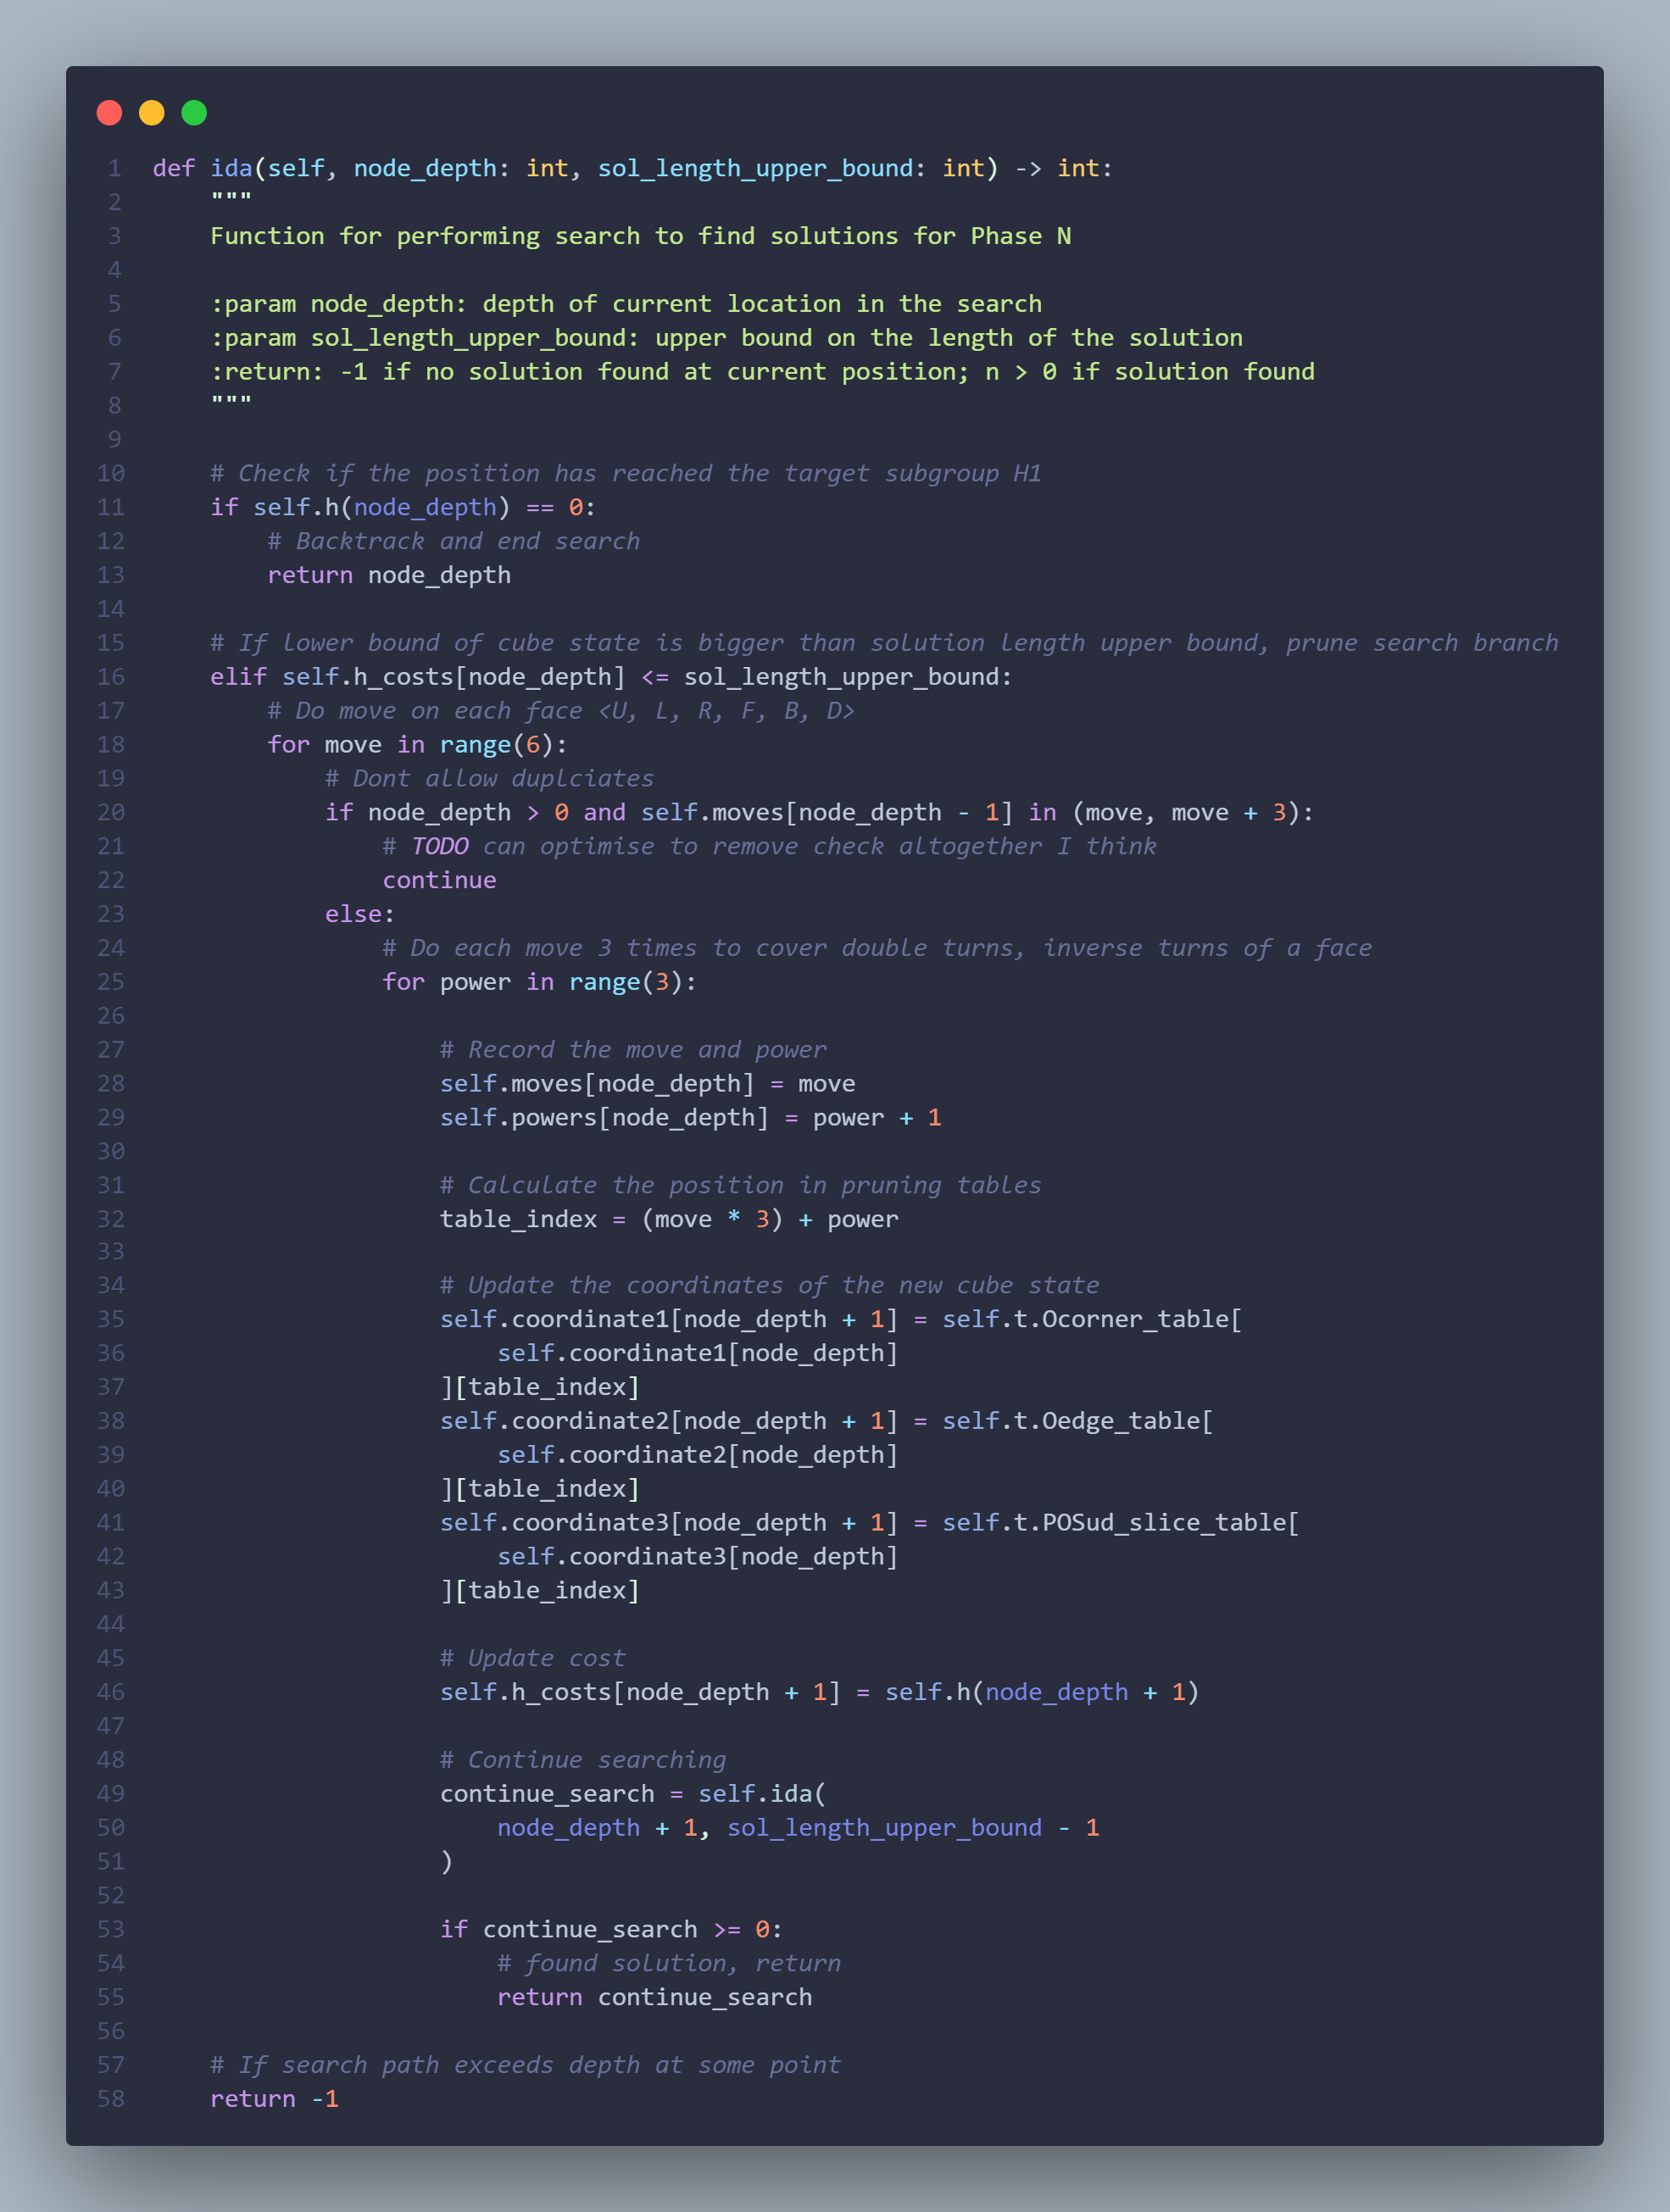 1 def ida(self, node_depth: int, sol_length_upper_bound: int) -> int:
2     """
3     Function for performing search to find solutions for Phase N
4
5     :param node_depth: depth of current location in the search
6     :param sol_length_upper_bound: upper bound on the length of the solution
7     :return: -1 if no solution found at current position; n > 0 if solution found
8     """
9
10     # Check if the position has reached the target subgroup H1
11     if self.h(node_depth) == 0:
12         # Backtrack and end search
13         return node_depth
14
15     # If lower bound of cube state is bigger than solution length upper bound, prune search branch
16     elif self.h_costs[node_depth] <= sol_length_upper_bound:
17         # Do move on each face <U, L, R, F, B, D>
18         for move in range(6):
19             # Dont allow duplciates
20             if node_depth > 0 and self.moves[node_depth - 1] in (move, move + 3):
21                 # TODO can optimise to remove check altogether I think
22                 continue
23             else:
24                 # Do each move 3 times to cover double turns, inverse turns of a face
25                 for power in range(3):
26
27                     # Record the move and power
28                     self.moves[node_depth] = move
29                     self.powers[node_depth] = power + 1
30
31                     # Calculate the position in pruning tables
32                     table_index = (move * 3) + power
33
34                     # Update the coordinates of the new cube state
35                     self.coordinate1[node_depth + 1] = self.t.Ocorner_table[
36                         self.coordinate1[node_depth]
37                     ][table_index]
38                     self.coordinate2[node_depth + 1] = self.t.Oedge_table[
39                         self.coordinate2[node_depth]
40                     ][table_index]
41                     self.coordinate3[node_depth + 1] = self.t.POSud_slice_table[
42                         self.coordinate3[node_depth]
43                     ][table_index]
44
45                     # Update cost
46                     self.h_costs[node_depth + 1] = self.h(node_depth + 1)
47
48                     # Continue searching
49                     continue_search = self.ida(
50                         node_depth + 1, sol_length_upper_bound - 1
51                     )
52
53                     if continue_search >= 0:
54                         # found solution, return
55                         return continue_search
56
57     # If search path exceeds depth at some point
58     return -1